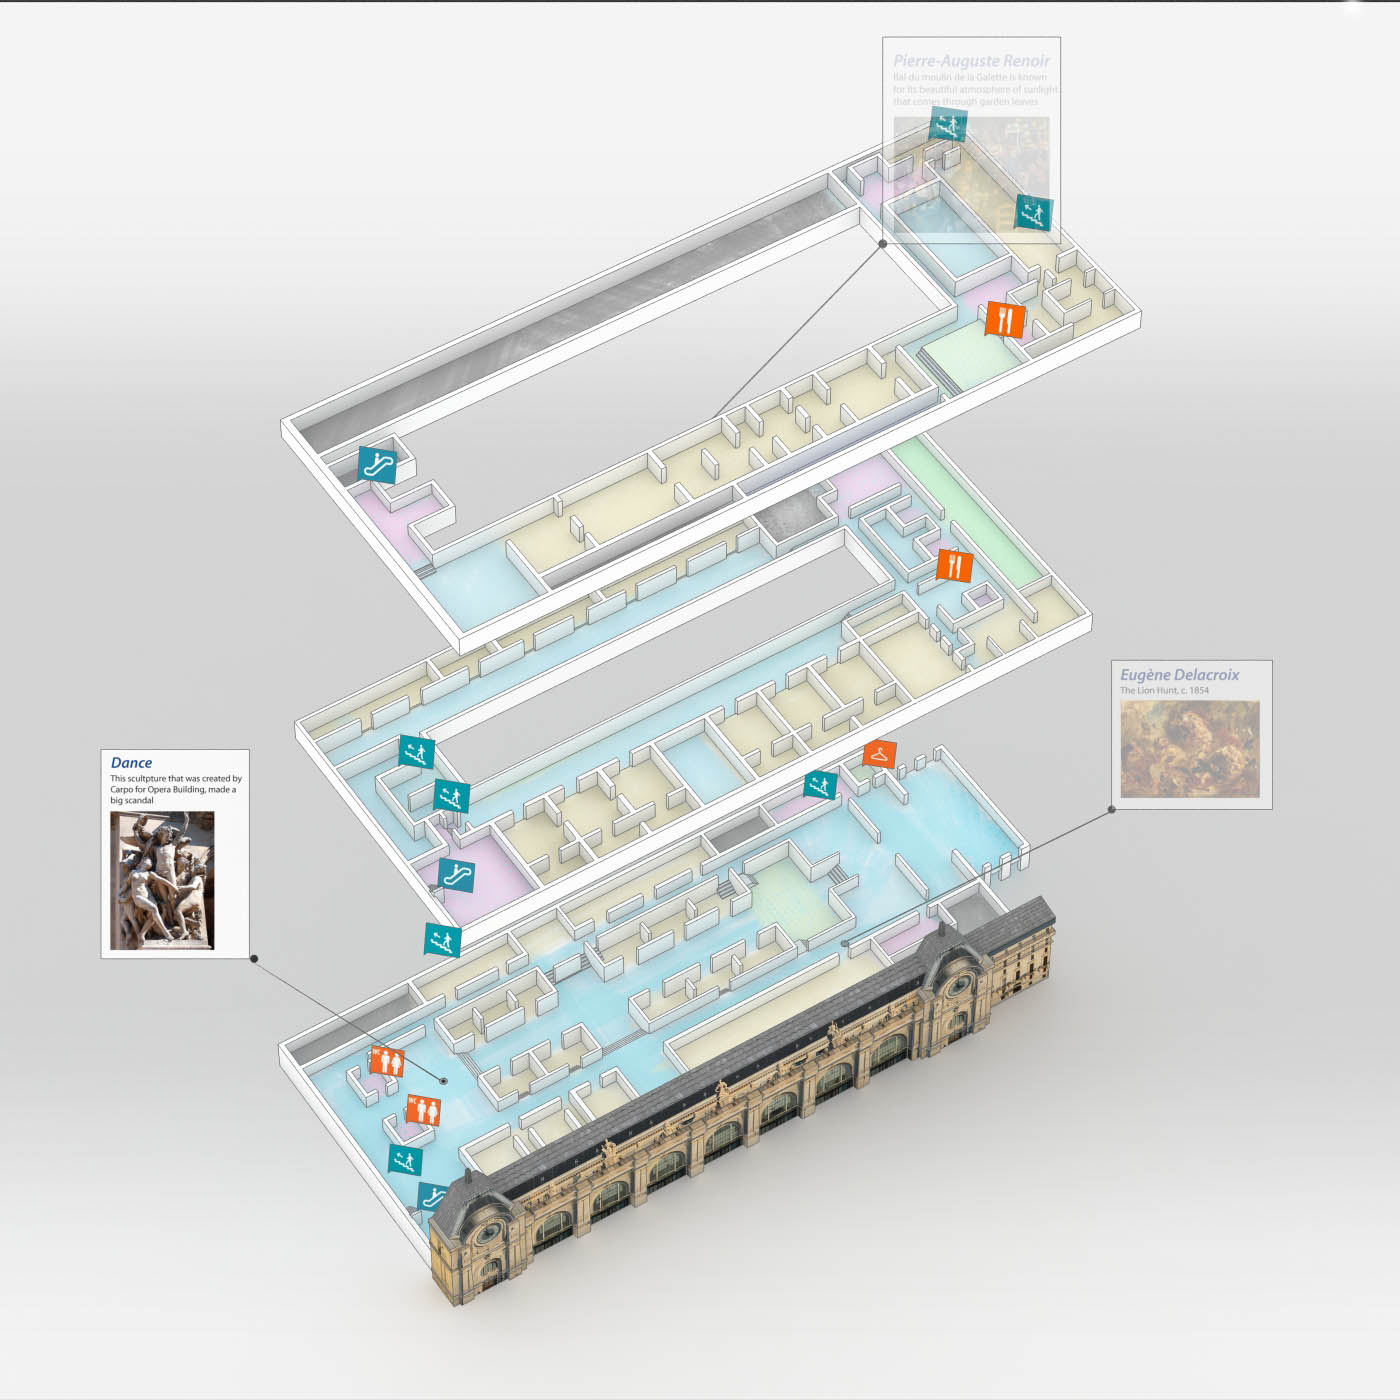 Pierre-Auguste Renoir
Bal du moulin de la Galette is known
for its beautiful atmosphere of sunlight
that comes through garden leaves
Eugène Delacroix
The Lion Hunt, c. 1854
Dance
This scultpture that was created by
Carpo for Opera Building, made a
big scandal
WC
WC